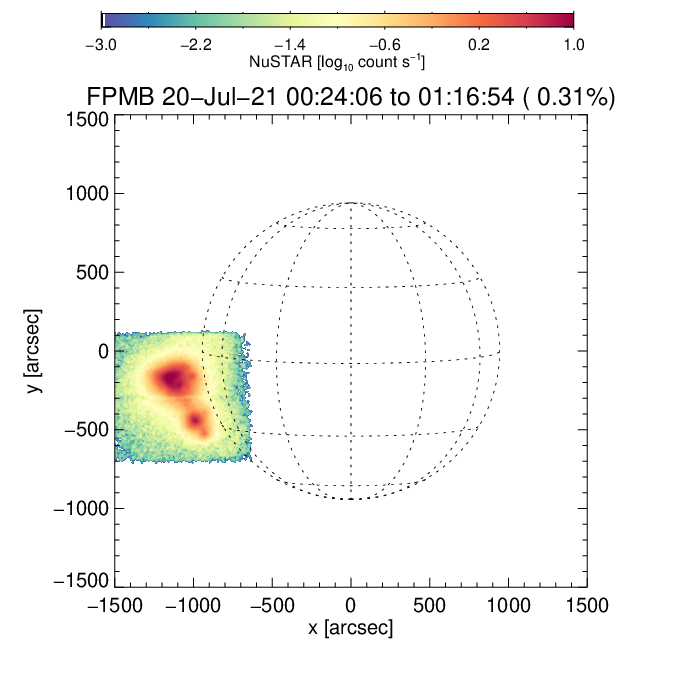 −3.0 −2.2 −1.4 −0.6 0.2 1.0
NuSTAR [log10 count s−1]
FPMB 20−Jul−21 00:24:06 to 01:16:54 ( 0.31%)
1500
1000
500
0
−500
−1000
−1500
y [arcsec]
−1500 −1000 −500 0 500 1000 1500
x [arcsec]